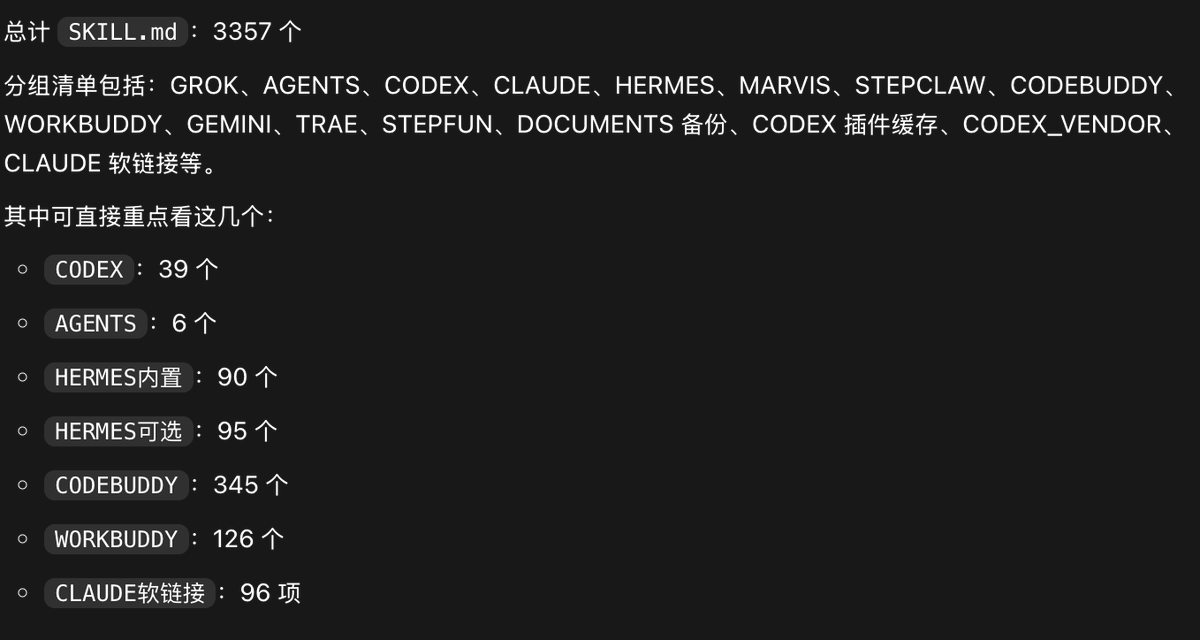 总计 SKILL.md：3357 个
分组清单包括：GROK、AGENTS、CODEX、CLAUDE、HERMES、MARVIS、STEPCLAW、CODEBUDDY、
WORKBUDDY、GEMINI、TRAE、STEPFUN、DOCUMENTS 备份、CODEX 插件缓存、CODEX_VENDOR、
CLAUDE 软链接等。
其中可直接重点看这几个：
CODEX：39 个
AGENTS：6 个
HERMES内置：90 个
HERMES可选：95 个
CODEBUDDY：345 个
WORKBUDDY：126 个
CLAUDE软链接：96 项